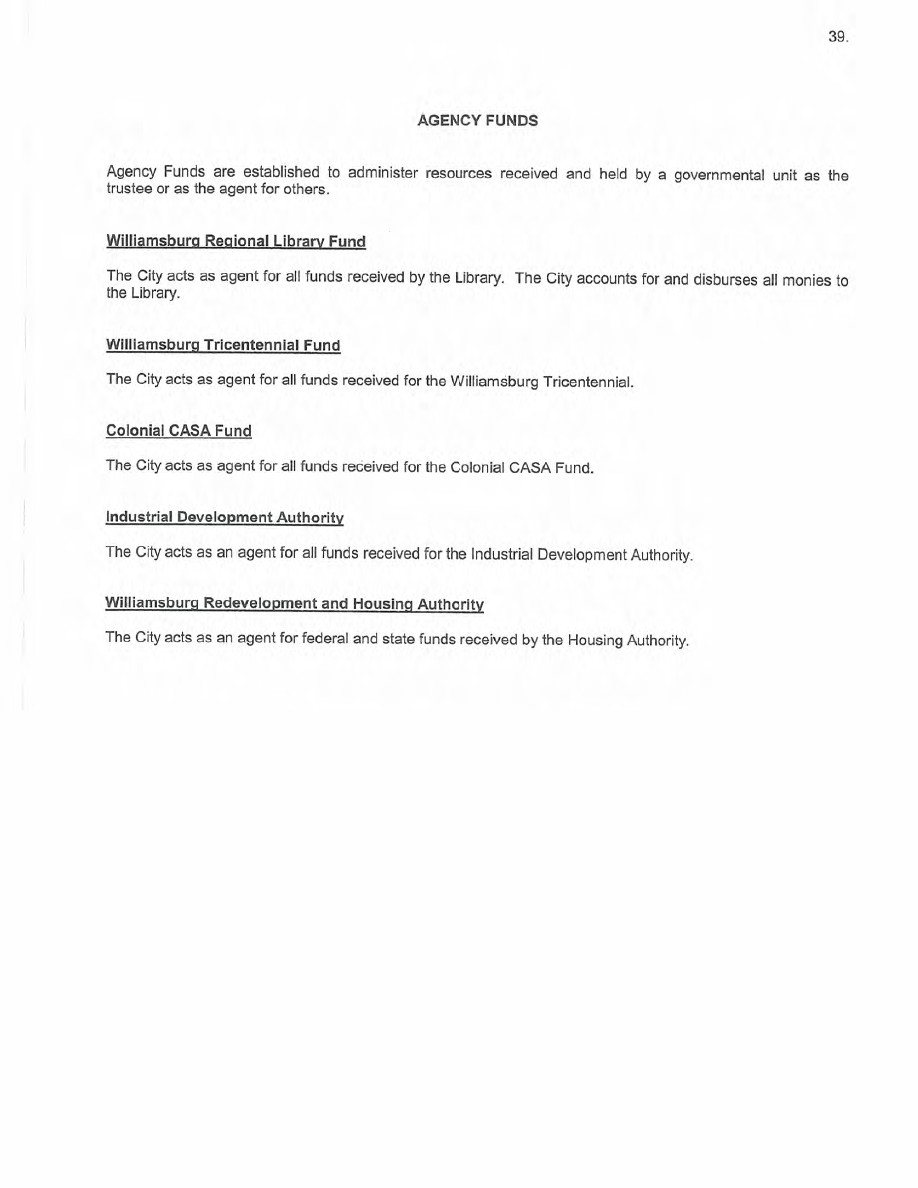 39.
AGENCY FUNDS
Agency Funds are established to administer resources received and held by a governmental unit as the
trustee or as the agent for others.
Williamsburg Regional Library Fund
The City acts as agent for all funds received by the Library. The City accounts for and disburses all monies to
the Library.
Williamsburg Tricentennial Fund
The City acts as agent for all funds received for the Williamsburg Tricentennial.
Colonial CASA Fund
The City acts as agent for all funds received for the Colonial CASA Fund.
Industrial Development Authority
The City acts as an agent for all funds received for the Industrial Development Authority.
Williamsburg Redevelopment and Housing Authority
The City acts as an agent for federal and state funds received by the Housing Authority.